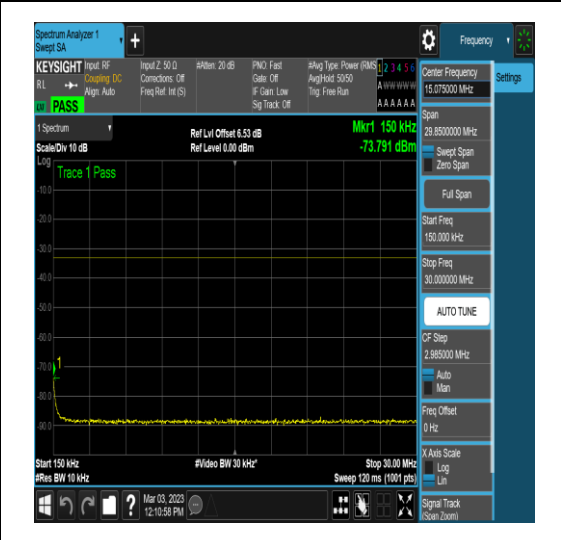 Spectrum Analyzer 1
Swept SA
+
Frequency
KEYSIGHT
RL
PASS
Input: RF
Coupling: DC
Align: Auto
Input Z: 50 Ω
Corrections: Off
Freq Ref: Int (S)
#Atten: 20 dB
PNO: Fast
Gate: Off
IF Gain: Low
Sig Track: Off
#Avg Type: Power (RMS
Avg|Hold: 50/50
Trig: Free Run
1 2 3 4 5 6
A W W W W W
A A A A A A
1 Spectrum
Scale/Div 10 dB
Ref Lvl Offset 6.53 dB
Ref Level 0.00 dBm
Mkr1 150 kHz
-73.791 dBm
Log
Trace 1 Pass
-10.0
-20.0
-30.0
-40.0
-50.0
-60.0
-70.0
-80.0
-90.0
1
Start 150 kHz
#Res BW 10 kHz
#Video BW 30 kHz*
Stop 30.00 MHz
Sweep 120 ms (1001 pts)
?
Mar 03, 2023
12:10:58 PM
Center Frequency
15.075000 MHz
Settings
Span
29.8500000 MHz
Swept Span
Zero Span
Full Span
Start Freq
150.000 kHz
Stop Freq
30.000000 MHz
AUTO TUNE
CF Step
2.985000 MHz
Auto
Man
Freq Offset
0 Hz
X Axis Scale
Log
Lin
Signal Track
(Span Zoom)